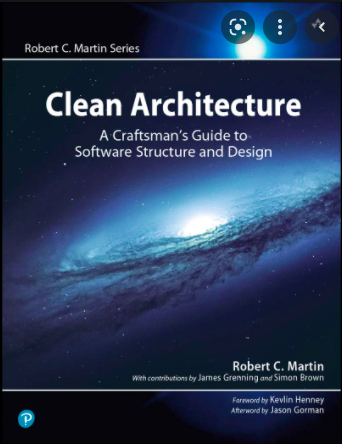 Robert C. Martin Series
Clean Architecture
A Craftsman's Guide to
Software Structure and Design
Robert C. Martin
With contributions by James Grenning and Simon Brown
Foreword by Kevlin Henney
Afterword by Jason Gorman
P